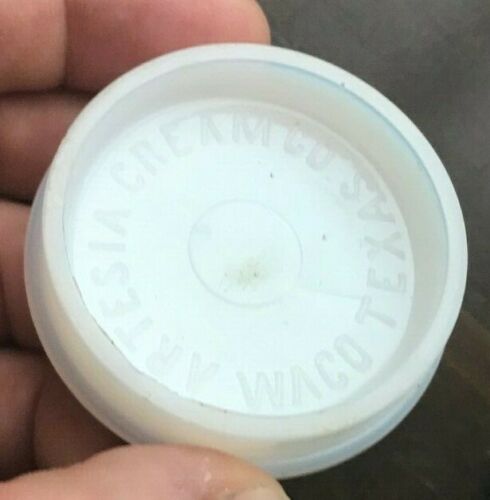 ARTESIA CREAM CO. WACO TEXAS